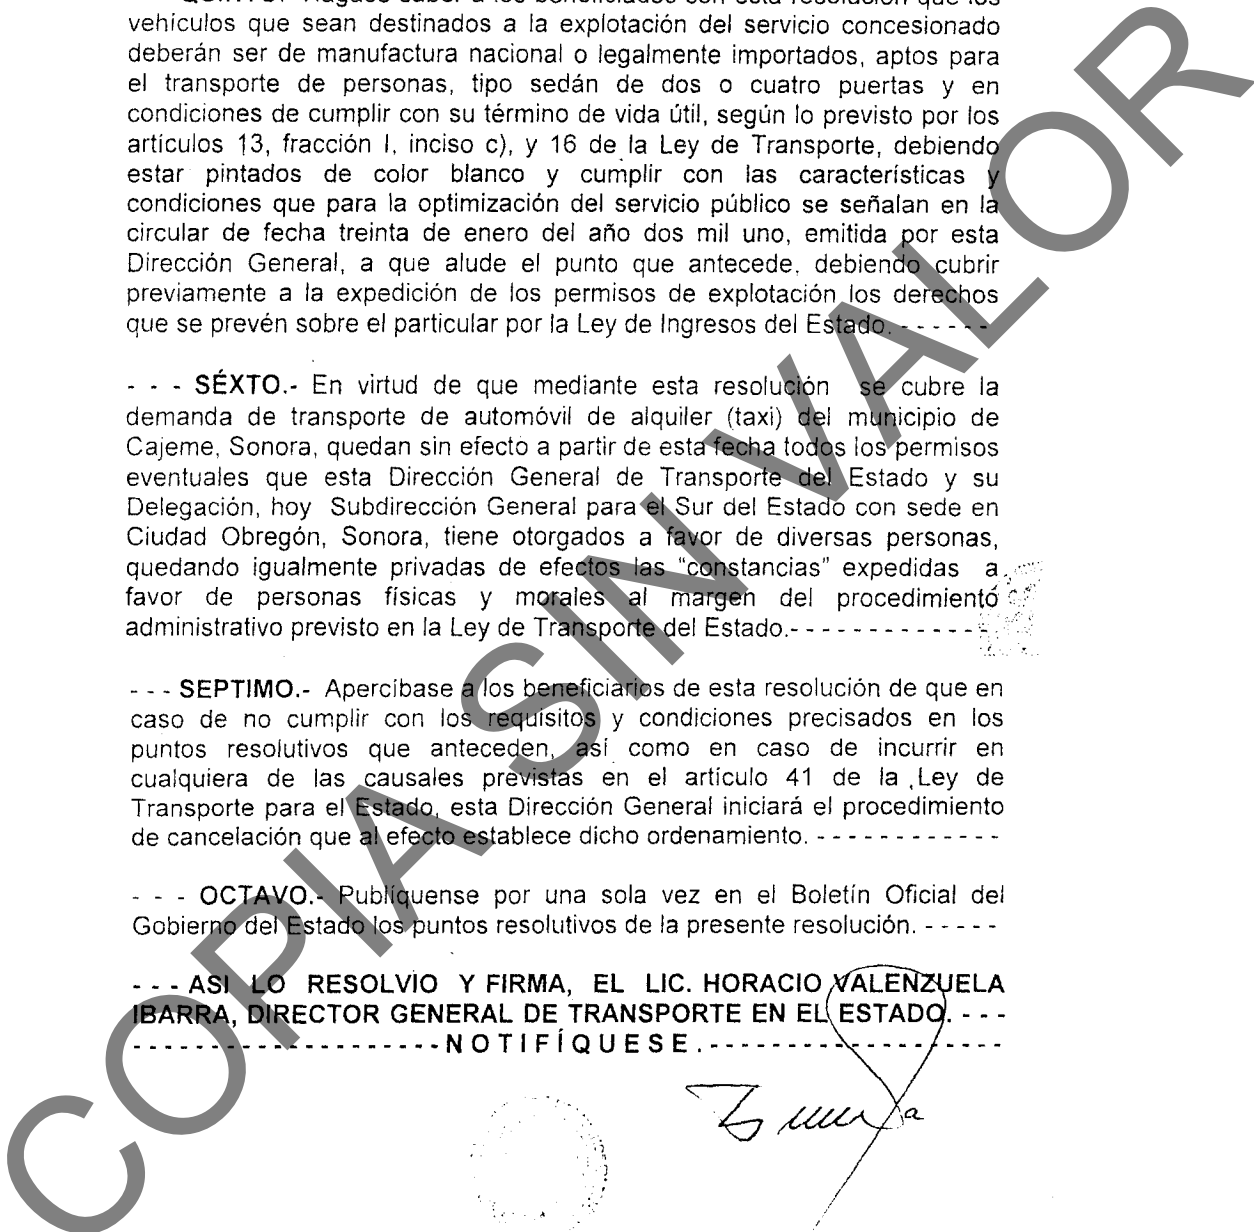 QUINTO.- Hágase saber a los beneficiados con esta resolución que los
vehículos que sean destinados a la explotación del servicio concesionado
deberán ser de manufactura nacional o legalmente importados, aptos para
el transporte de personas, tipo sedán de dos o cuatro puertas y en
condiciones de cumplir con su término de vida útil, según lo previsto por los
artículos 13, fracción I, inciso c), y 16 de la Ley de Transporte, debiendo
estar pintados de color blanco y cumplir con las características y
condiciones que para la optimización del servicio público se señalan en la
circular de fecha treinta de enero del año dos mil uno, emitida por esta
Dirección General, a que alude el punto que antecede, debiendo cubrir
previamente a la expedición de los permisos de explotación los derechos
que se prevén sobre el particular por la Ley de Ingresos del Estado. - - - - - -
- - - SÉXTO.- En virtud de que mediante esta resolución se cubre la
demanda de transporte de automóvil de alquiler (taxi) del municipio de
Cajeme, Sonora, quedan sin efecto a partir de esta fecha todos los permisos
eventuales que esta Dirección General de Transporte del Estado y su
Delegación, hoy Subdirección General para el Sur del Estado con sede en
Ciudad Obregón, Sonora, tiene otorgados a favor de diversas personas,
quedando igualmente privadas de efectos las "constancias" expedidas a
favor de personas físicas y morales al margen del procedimiento
administrativo previsto en la Ley de Transporte del Estado.- - - - - - - - - - - - -
- - - SEPTIMO.- Apercíbase a los beneficiarios de esta resolución de que en
caso de no cumplir con los requisitos y condiciones precisados en los
puntos resolutivos que anteceden, así como en caso de incurrir en
cualquiera de las causales previstas en el artículo 41 de la Ley de
Transporte para el Estado, esta Dirección General iniciará el procedimiento
de cancelación que al efecto establece dicho ordenamiento. - - - - - - - - - - - -
- - - OCTAVO.- Publíquense por una sola vez en el Boletín Oficial del
Gobierno del Estado los puntos resolutivos de la presente resolución. - - - - -
- - - ASI LO RESOLVIO Y FIRMA, EL LIC. HORACIO VALENZUELA
IBARRA, DIRECTOR GENERAL DE TRANSPORTE EN EL ESTADO. - - -
- - - - - - - - - - - - - - - - - - - - - N O T I F Í Q U E S E . - - - - - - - - - - - - - - - - - - - -
COPIA SIN VALOR